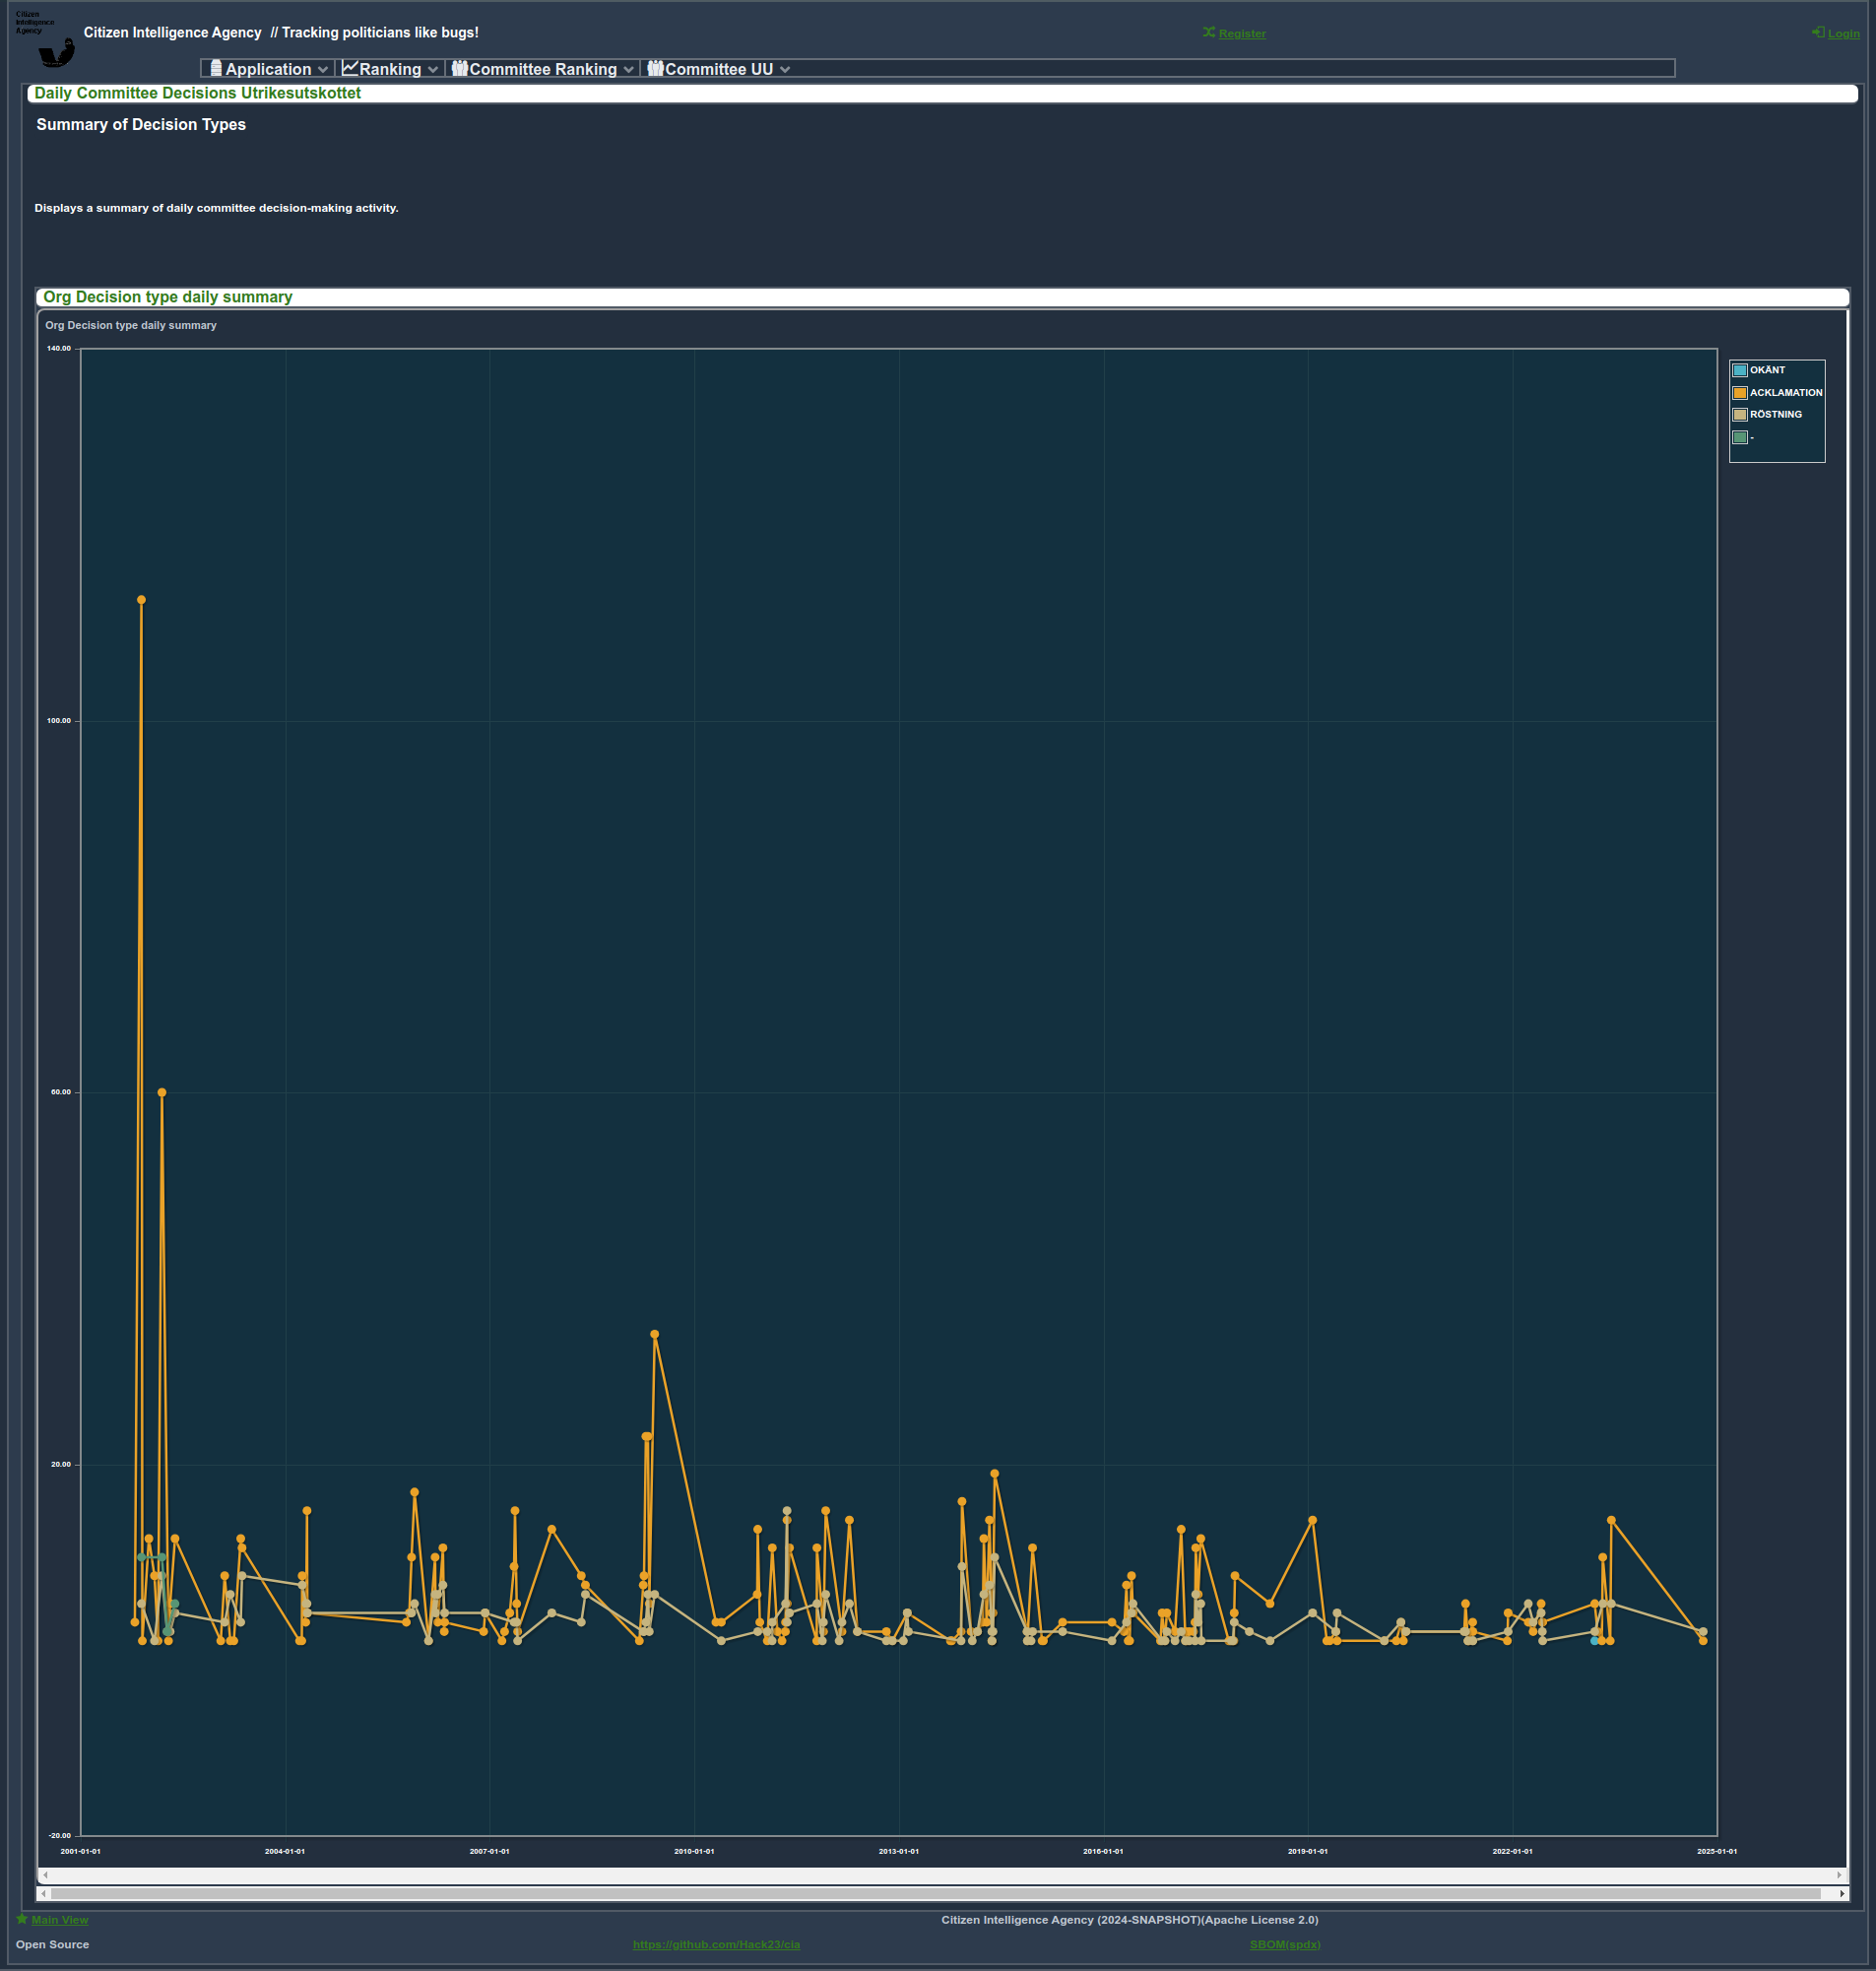 Citizen
Intelligence
Agency
Citizen Intelligence Agency // Tracking politicians like bugs!
Register
Login
Application
Ranking
Committee Ranking
Committee UU
Daily Committee Decisions Utrikesutskottet
Summary of Decision Types
Displays a summary of daily committee decision-making activity.
Org Decision type daily summary
Org Decision type daily summary
140.00
100.00
60.00
20.00
-20.00
2001-01-01
2004-01-01
2007-01-01
2010-01-01
2013-01-01
2016-01-01
2019-01-01
2022-01-01
2025-01-01
OKÄNT
ACKLAMATION
RÖSTNING
-
Main View
Citizen Intelligence Agency (2024-SNAPSHOT)(Apache License 2.0)
Open Source
https://github.com/Hack23/cia
SBOM(spdx)